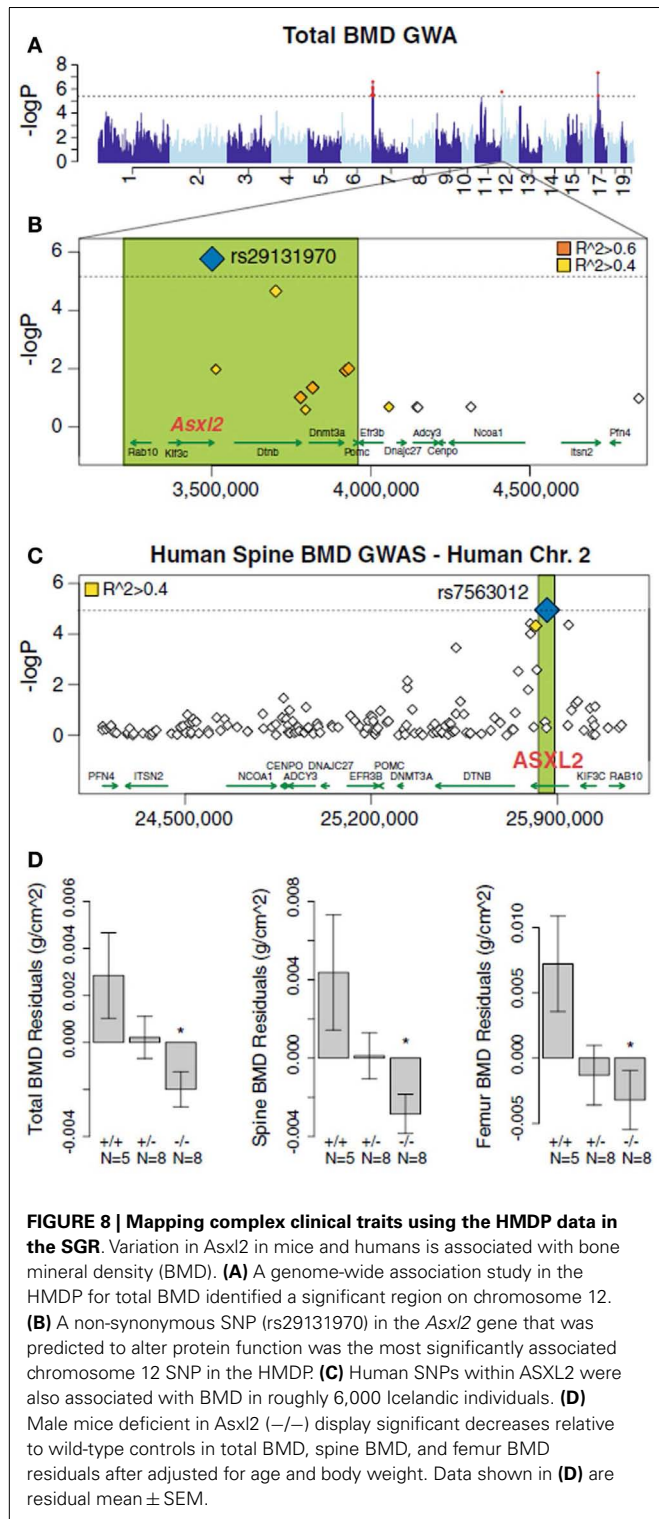 A
Total BMD GWA
-logP
8
6
4
2
0
1 2 3 4 5 6 7 8 9 10 11 12 13 14 15 17 19
B
rs29131970
R^2>0.6
R^2>0.4
-logP
6
4
2
0
Asxl2 Dnmt3a Efr3b Adcy3 Ncoa1 Pfn4
Rab10 Kif3c Dtnb Pomc Dnajc27 Cenpo Itsn2
3,500,000 4,000,000 4,500,000
C
Human Spine BMD GWAS - Human Chr. 2
R^2>0.4
rs7563012
-logP
6
4
2
0
ASXL2
CENPO DNAJC27 POMC
PFN4 ITSN2 NCOA1 ADCY3 EFR3B DNMT3A DTNB KIF3C RAB10
24,500,000 25,200,000 25,900,000
D
Total BMD Residuals (g/cm^2)
0.006
0.004
0.002
0.000
-0.004
*
+/+ +/- -/-
N=5 N=8 N=8
Spine BMD Residuals (g/cm^2)
0.008
0.004
0.000
-0.004
*
+/+ +/- -/-
N=5 N=8 N=8
Femur BMD Residuals (g/cm^2)
0.010
0.005
0.000
-0.005
*
+/+ +/- -/-
N=5 N=8 N=8
FIGURE 8 | Mapping complex clinical traits using the HMDP data in
the SGR. Variation in Asxl2 in mice and humans is associated with bone
mineral density (BMD). (A) A genome-wide association study in the
HMDP for total BMD identified a significant region on chromosome 12.
(B) A non-synonymous SNP (rs29131970) in the Asxl2 gene that was
predicted to alter protein function was the most significantly associated
chromosome 12 SNP in the HMDP. (C) Human SNPs within ASXL2 were
also associated with BMD in roughly 6,000 Icelandic individuals. (D)
Male mice deficient in Asxl2 (−/−) display significant decreases relative
to wild-type controls in total BMD, spine BMD, and femur BMD
residuals after adjusted for age and body weight. Data shown in (D) are
residual mean ± SEM.